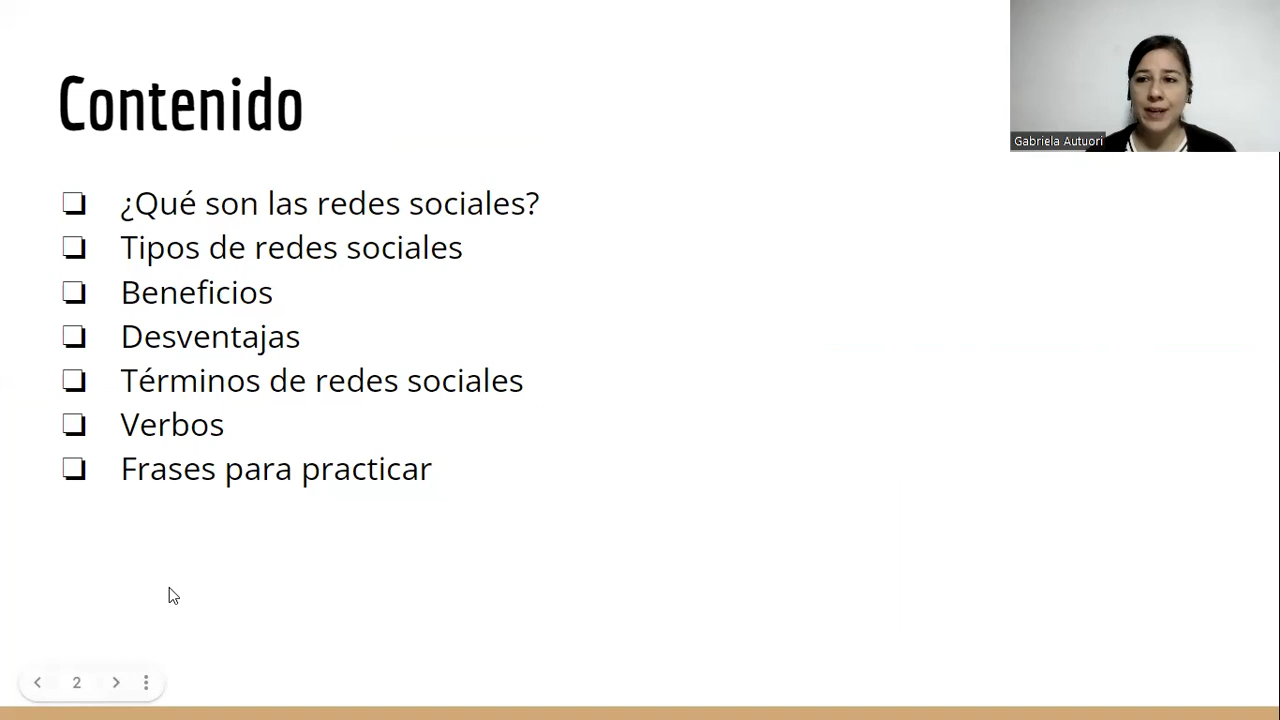 Contenido
Gabriela Autuori
¿Qué son las redes sociales?
Tipos de redes sociales
Beneficios
Desventajas
Términos de redes sociales
Verbos
Frases para practicar
2